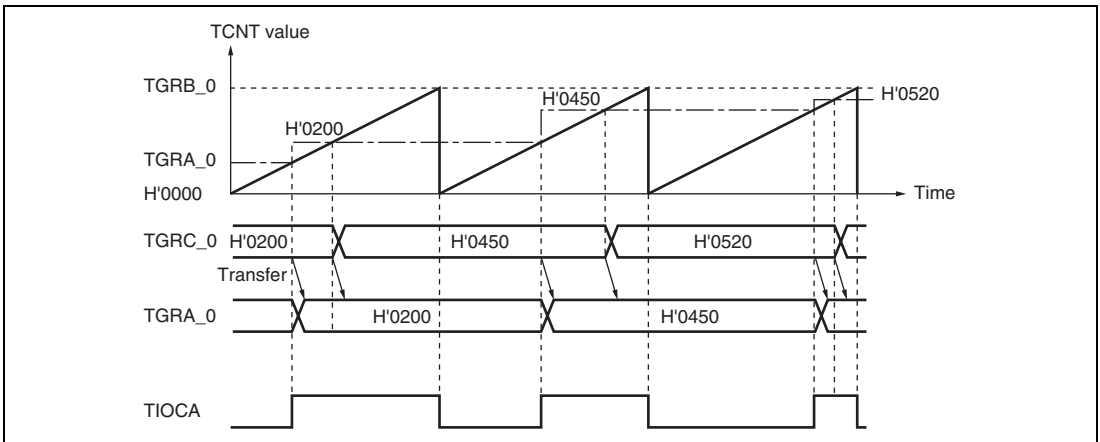 TCNT value
TGRB_0
H'0450
H'0520
H'0200
TGRA_0
H'0000
Time
TGRC_0
H'0200
H'0450
H'0520
Transfer
TGRA_0
H'0200
H'0450
TIOCA